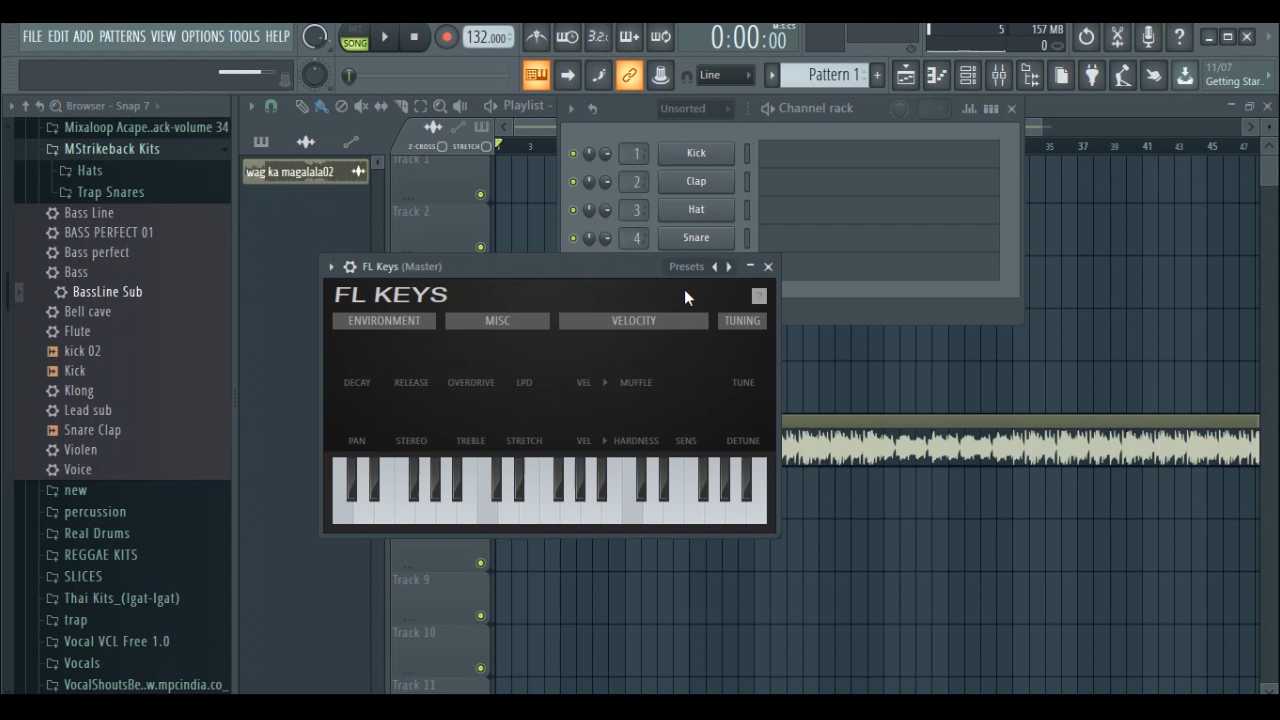 FILE EDIT ADD PATTERNS VIEW OPTIONS TOOLS HELP
SONG
132.000
3.2
0:00:00
M:S:CS
5
157 MB
0
Line
Pattern 1
11/07
Getting Star..
Browser - Snap 7
Mixaloop Acape..ack-volume 34
MStrikeback Kits
Hats
Trap Snares
Bass Line
BASS PERFECT 01
Bass perfect
Bass
BassLine Sub
Bell cave
Flute
kick 02
Kick
Klong
Lead sub
Snare Clap
Violen
Voice
new
percussion
Real Drums
REGGAE KITS
SLICES
Thai Kits_(Igat-Igat)
trap
Vocal VCL Free 1.0
Vocals
VocalShoutsBe..w.mpcindia.co_
Playlist -
Z-CROSS STRETCH
wag ka magalala02
3
35 37 39 41 43 45 47
Track 1
Track 2
Track 9
Track 10
Track 11
Unsorted
Channel rack
1 Kick
2 Clap
3 Hat
4 Snare
FL Keys (Master)
Presets
FL KEYS
?
ENVIRONMENT MISC VELOCITY TUNING
DECAY RELEASE OVERDRIVE LPD VEL MUFFLE TUNE
PAN STEREO TREBLE STRETCH VEL HARDNESS SENS DETUNE